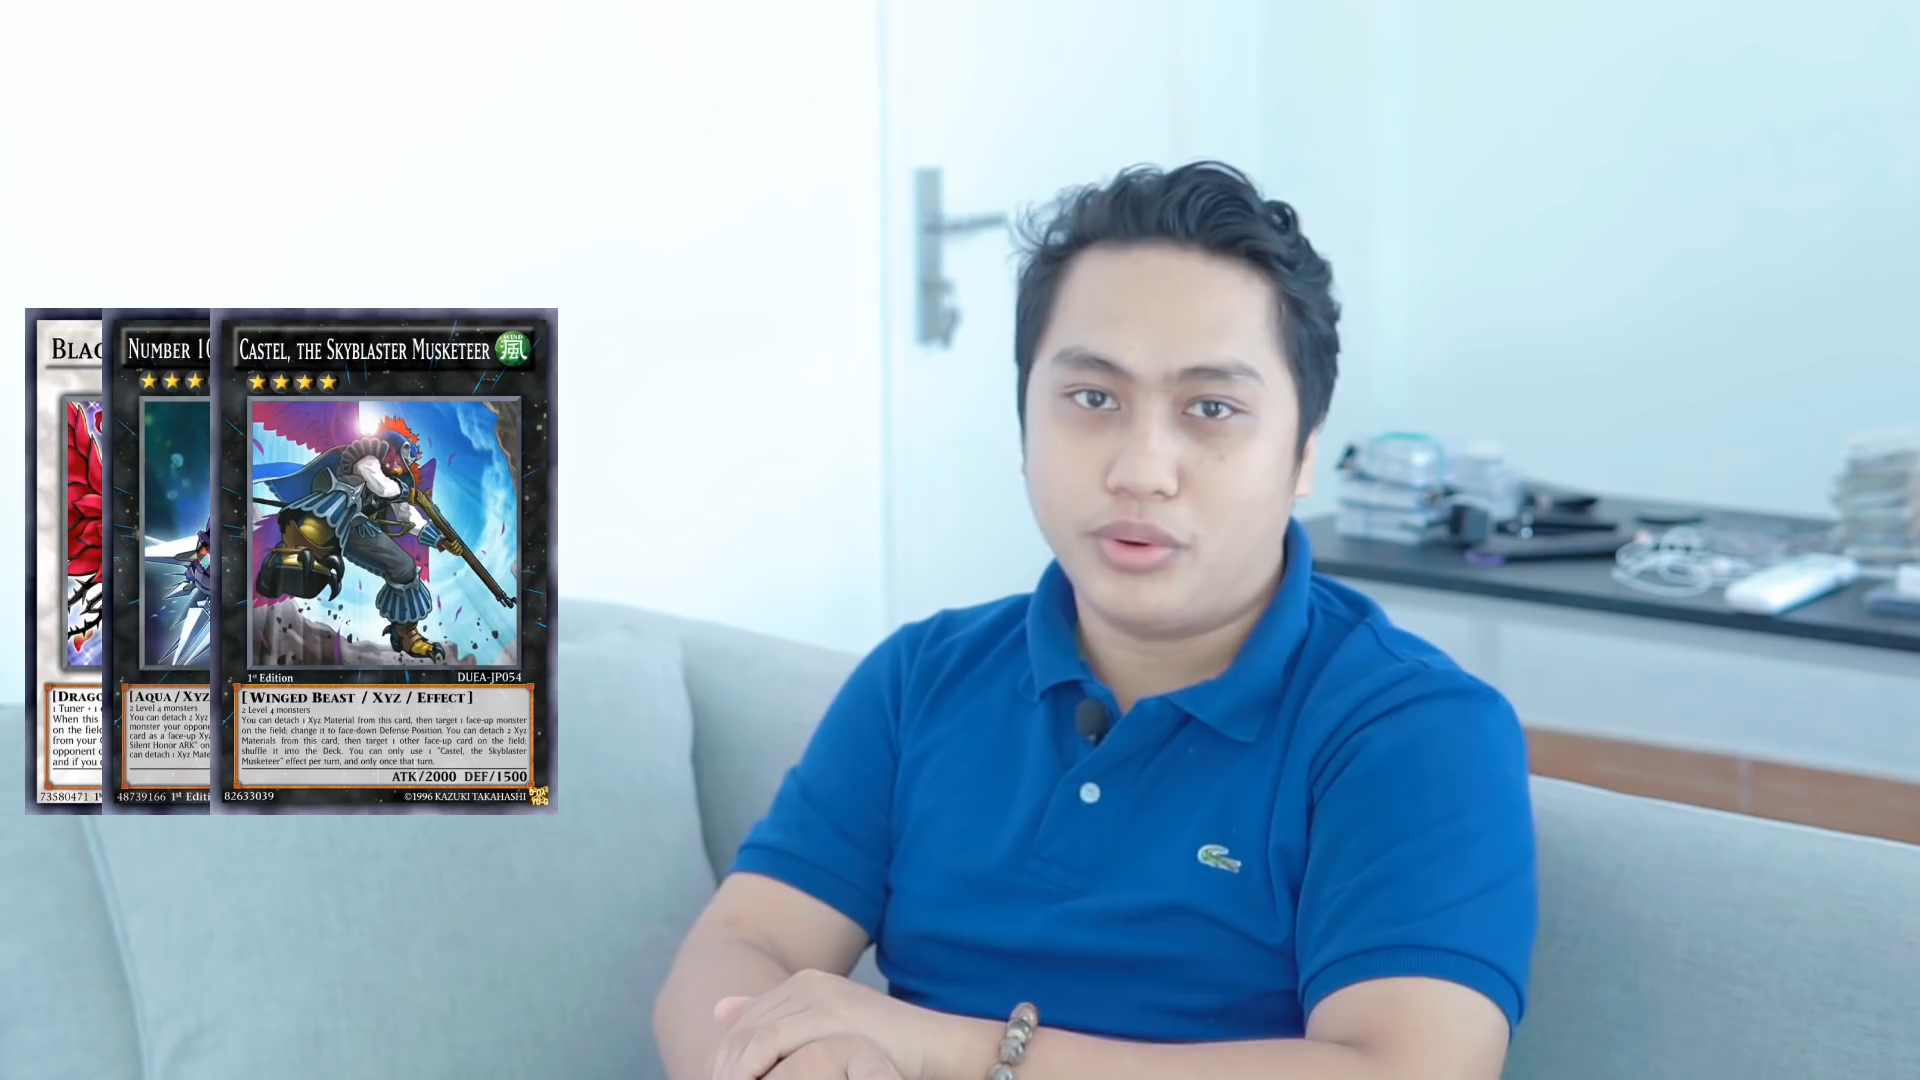 BLAC
[DRAGO
1 Tuner + 1
When this
on the fiel
from your
opponent
and if you
73580471 1
NUMBER 10
[AQUA / XYZ
2 Level 4 monsters
You can detach 2 Xyz
monster your oppon
card as a face-up Xy
Silent Honor ARK" on
can detach 1 Xyz Mate
48739166 1st Editi
CASTEL, THE SKYBLASTER MUSKETEER
WIND
風
1st Edition
DUEA-JP054
[ WINGED BEAST / XYZ / EFFECT ]
2 Level 4 monsters
You can detach 1 Xyz Material from this card, then target 1 face-up monster
on the field; change it to face-down Defense Position. You can detach 2 Xyz
Materials from this card, then target 1 other face-up card on the field;
shuffle it into the Deck. You can only use 1 "Castel, the Skyblaster
Musketeer" effect per turn, and only once that turn.
ATK/2000 DEF/1500
82633039
©1996 KAZUKI TAKAHASHI